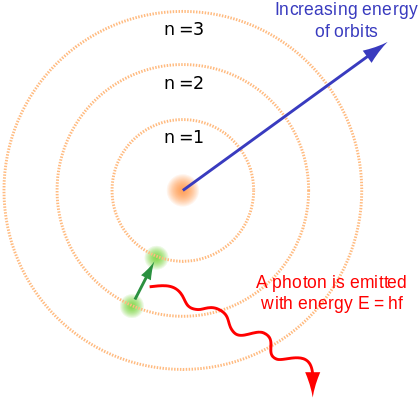 Increasing energy
of orbits
n = 3
n = 2
n = 1
A photon is emitted
with energy E = hf